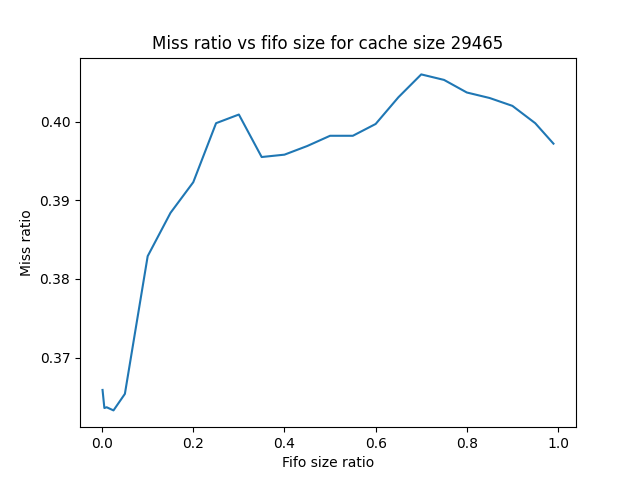 Miss ratio vs fifo size for cache size 29465
0.40
0.39
0.38
0.37
Miss ratio
0.0 0.2 0.4 0.6 0.8 1.0
Fifo size ratio